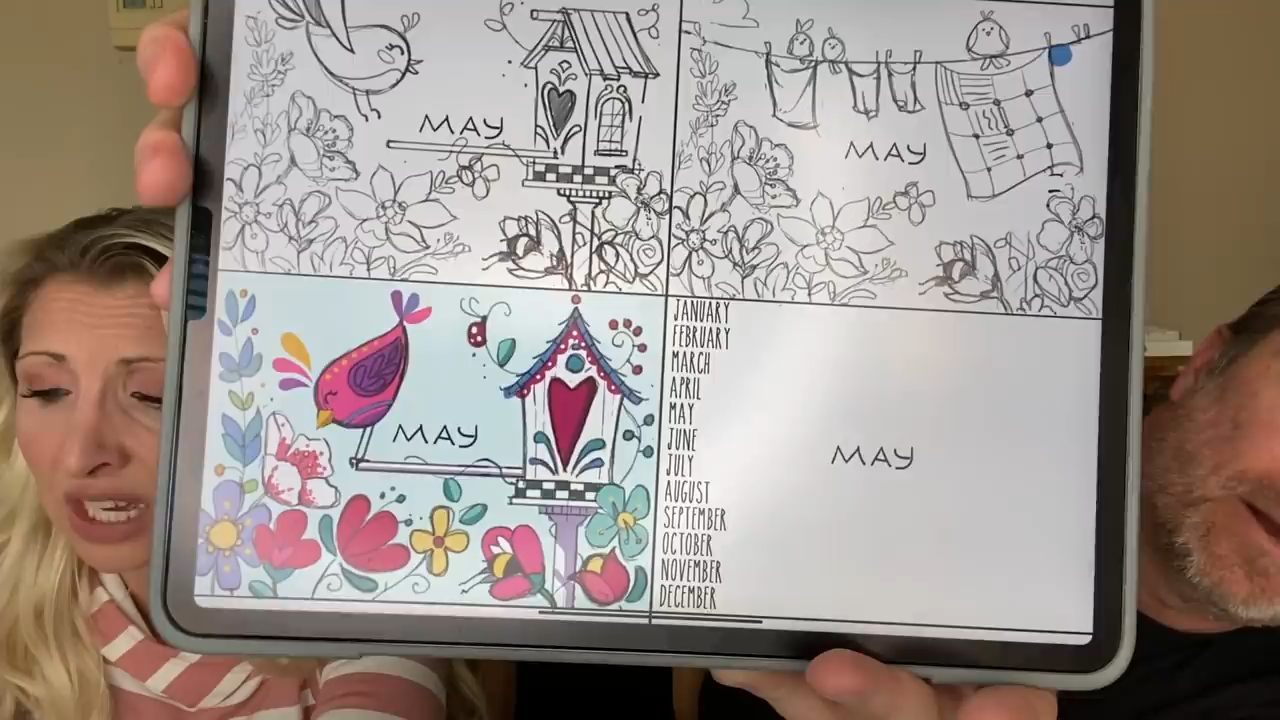 MAY
MAY
MAY
JANUARY
FEBRUARY
MARCH
APRIL
MAY
JUNE
JULY
AUGUST
SEPTEMBER
OCTOBER
NOVEMBER
DECEMBER
MAY